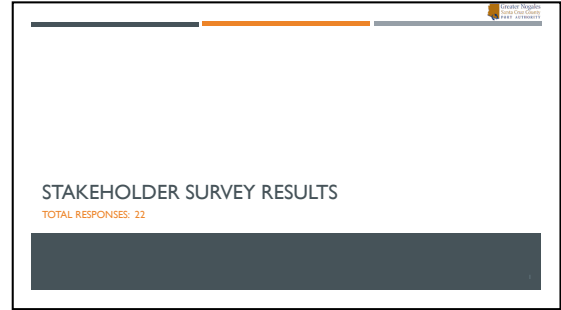 Greater Nogales
Santa Cruz County
PORT AUTHORITY
STAKEHOLDER SURVEY RESULTS
TOTAL RESPONSES: 22